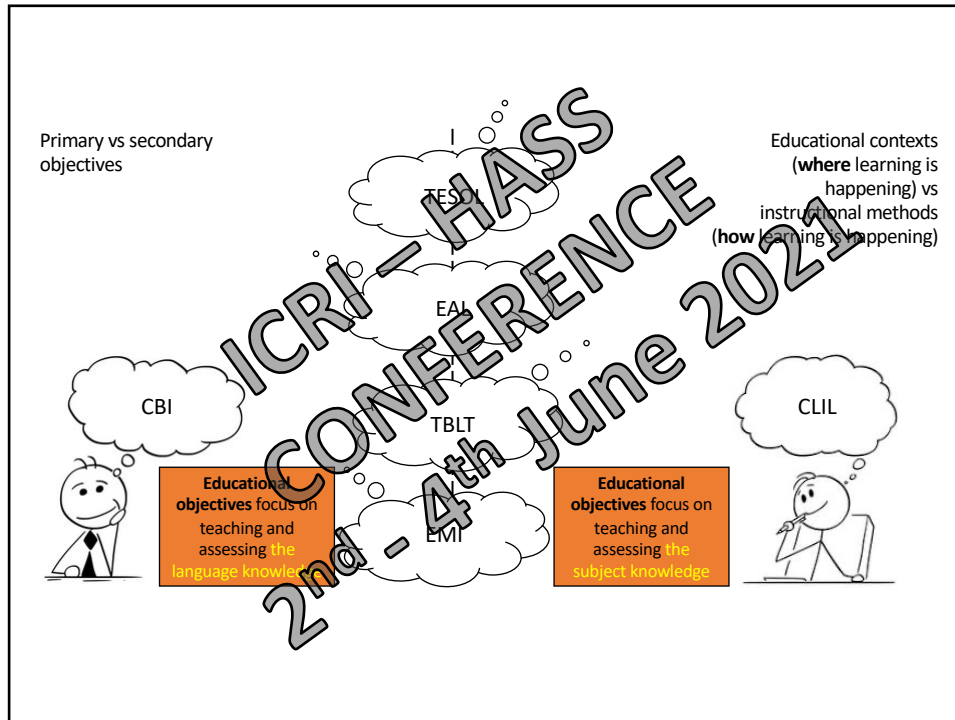 Primary vs secondary
objectives
Educational contexts
(where learning is
happening) vs
instructional methods
(how learning is happening)
TESOL
EAL
CBI
TBLT
CLIL
Educational
objectives focus on
teaching and
assessing the
language knowledge
EMI
Educational
objectives focus on
teaching and
assessing the
subject knowledge
ICRI – HASS
CONFERENCE
2nd - 4th June 2021